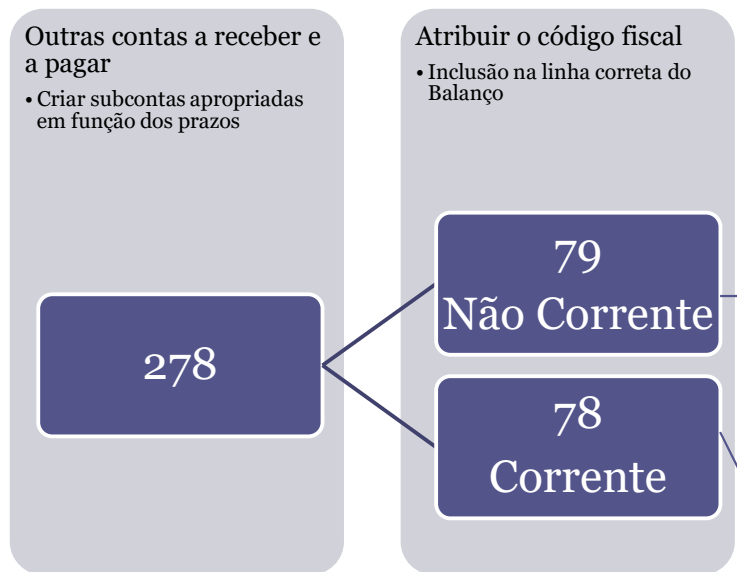 Outras contas a receber e
a pagar
• Criar subcontas apropriadas
em função dos prazos
278
Atribuir o código fiscal
• Inclusão na linha correta do
Balanço
79
Não Corrente
78
Corrente